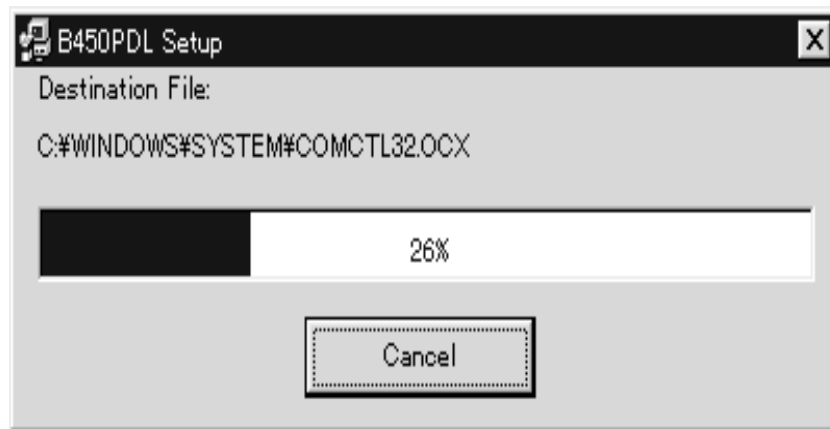 B450PDL Setup
Destination File:
C:¥WINDOWS¥SYSTEM¥COMCTL32.OCX
26%
Cancel